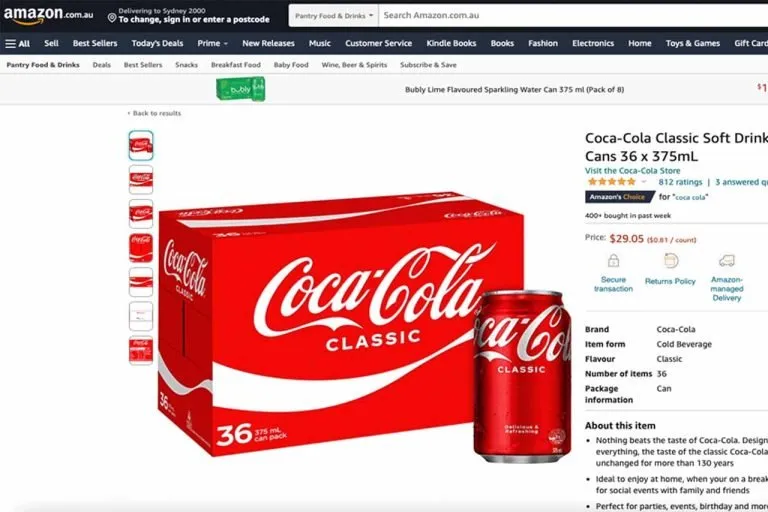 amazon.com.au
Delivering to Sydney 2000
To change, sign in or enter a postcode
Pantry Food & Drinks
Search Amazon.com.au
All Sell Best Sellers Today's Deals Prime New Releases Music Customer Service Kindle Books Books Fashion Electronics Home Toys & Games Gift Card
Pantry Food & Drinks Deals Best Sellers Snacks Breakfast Food Baby Food Wine, Beer & Spirits Subscribe & Save
bubly
Bubly Lime Flavoured Sparkling Water Can 375 ml (Pack of 8)
$1
‹ Back to results
Coca-Cola Classic Soft Drink
Cans 36 x 375mL
Visit the Coca-Cola Store
812 ratings | 3 answered qu
Amazon's Choice for "coca cola"
400+ bought in past week
Price: $29.05 ($0.81 / count)
Secure transaction
Returns Policy
Amazon-managed Delivery
Brand Coca-Cola
Item form Cold Beverage
Flavour Classic
Number of items 36
Package information Can
About this item
• Nothing beats the taste of Coca-Cola. Design
everything, the taste of the classic Coca-Cola
unchanged for more than 130 years
• Ideal to enjoy at home, when your on a break
for social events with family and friends
• Perfect for parties, events, birthday and more
36
Coca-Cola
Coca-Cola
CLASSIC
Coca-Cola
CLASSIC
36
36 375 mL
can pack
Coca-Cola
CLASSIC
Delicious &
Refreshing